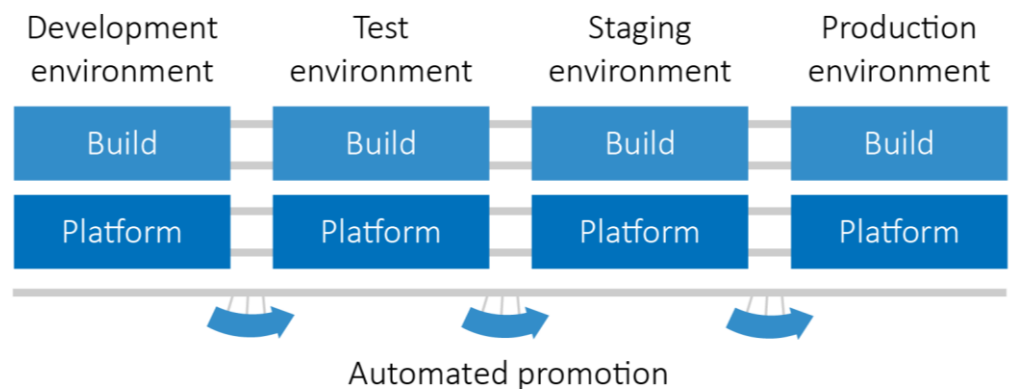 Development
environment
Test
environment
Staging
environment
Production
environment
Build
Build
Build
Build
Platform
Platform
Platform
Platform
Automated promotion